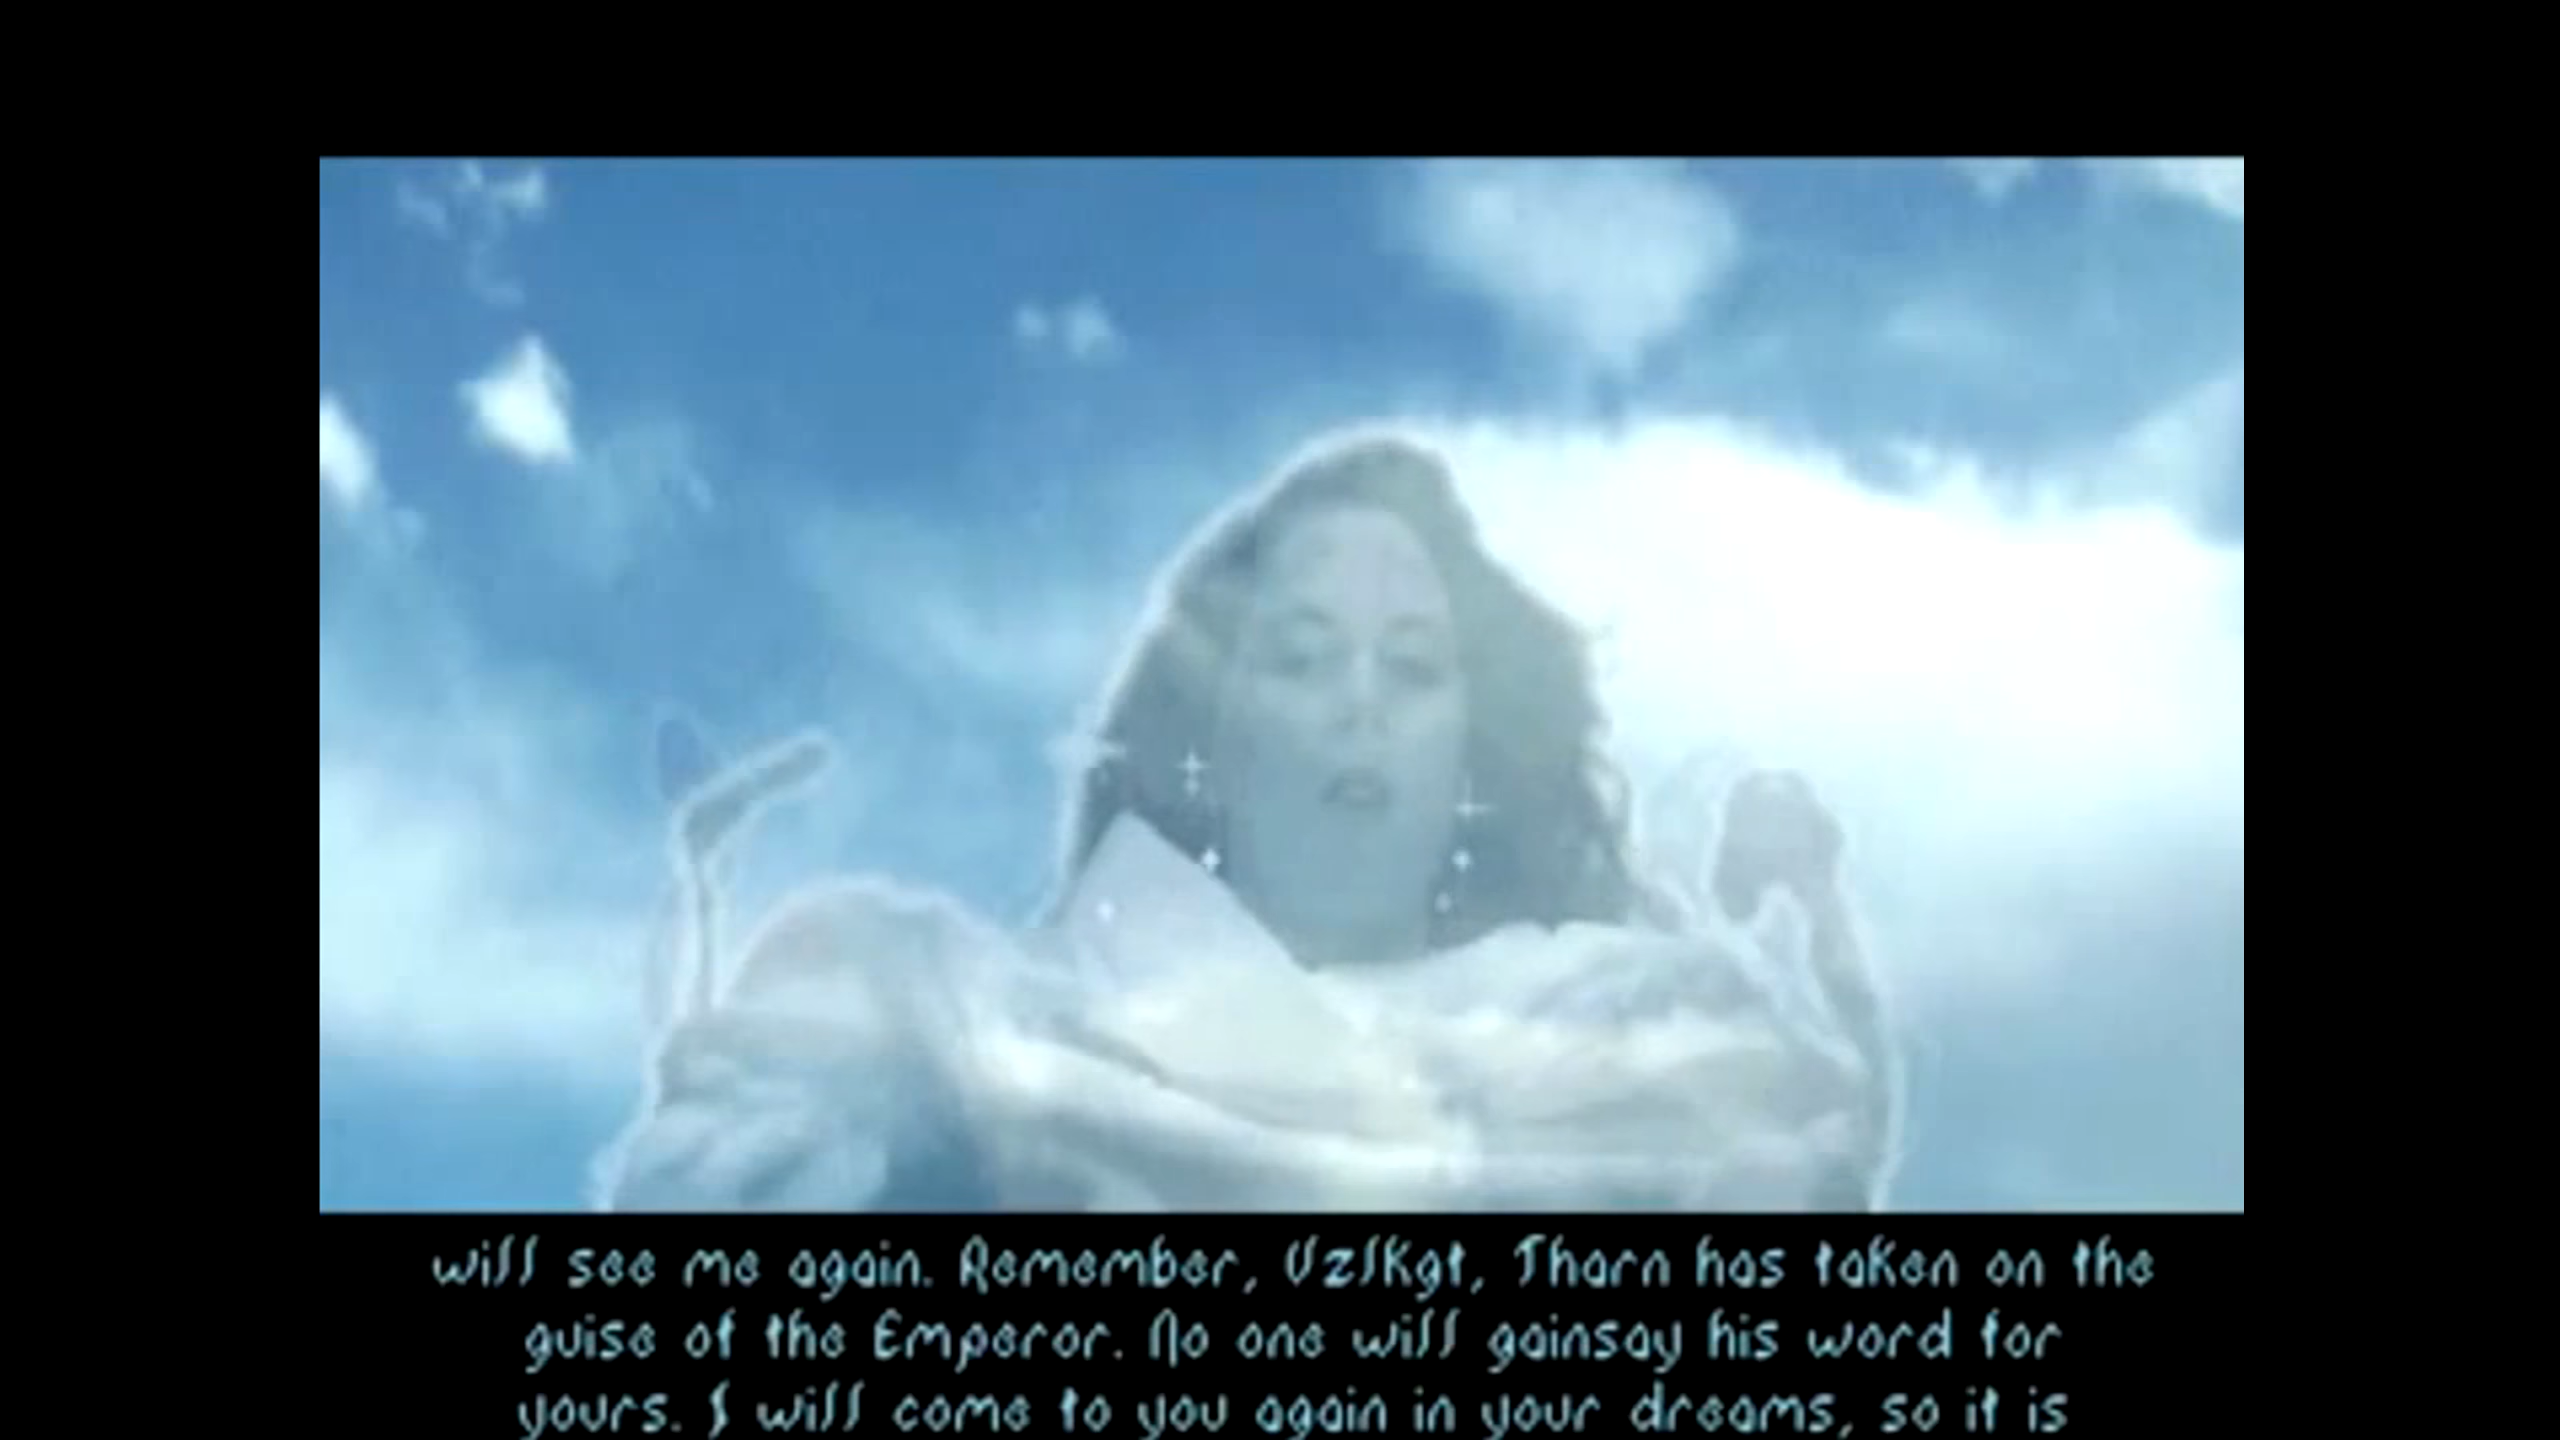 will see me again. Remember, VzlKgt, Tharn has taken on the
guise of the Emperor. No one will gainsay his word for
yours. I will come to you again in your dreams, so it is